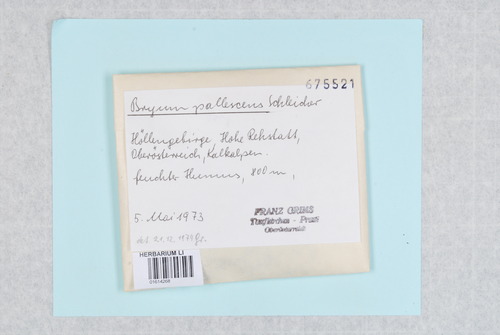 675521
Bryum pallescens Schleicher
Höllengebirge, Hohe Rehstatt,
Oberösterreich, Kalkalpen.
feuchter Humus, 800 m,
5. Mai 1973
FRANZ GRIMS
Taufkirchen - Pram
Oberösterreich
HERBARIUM LI